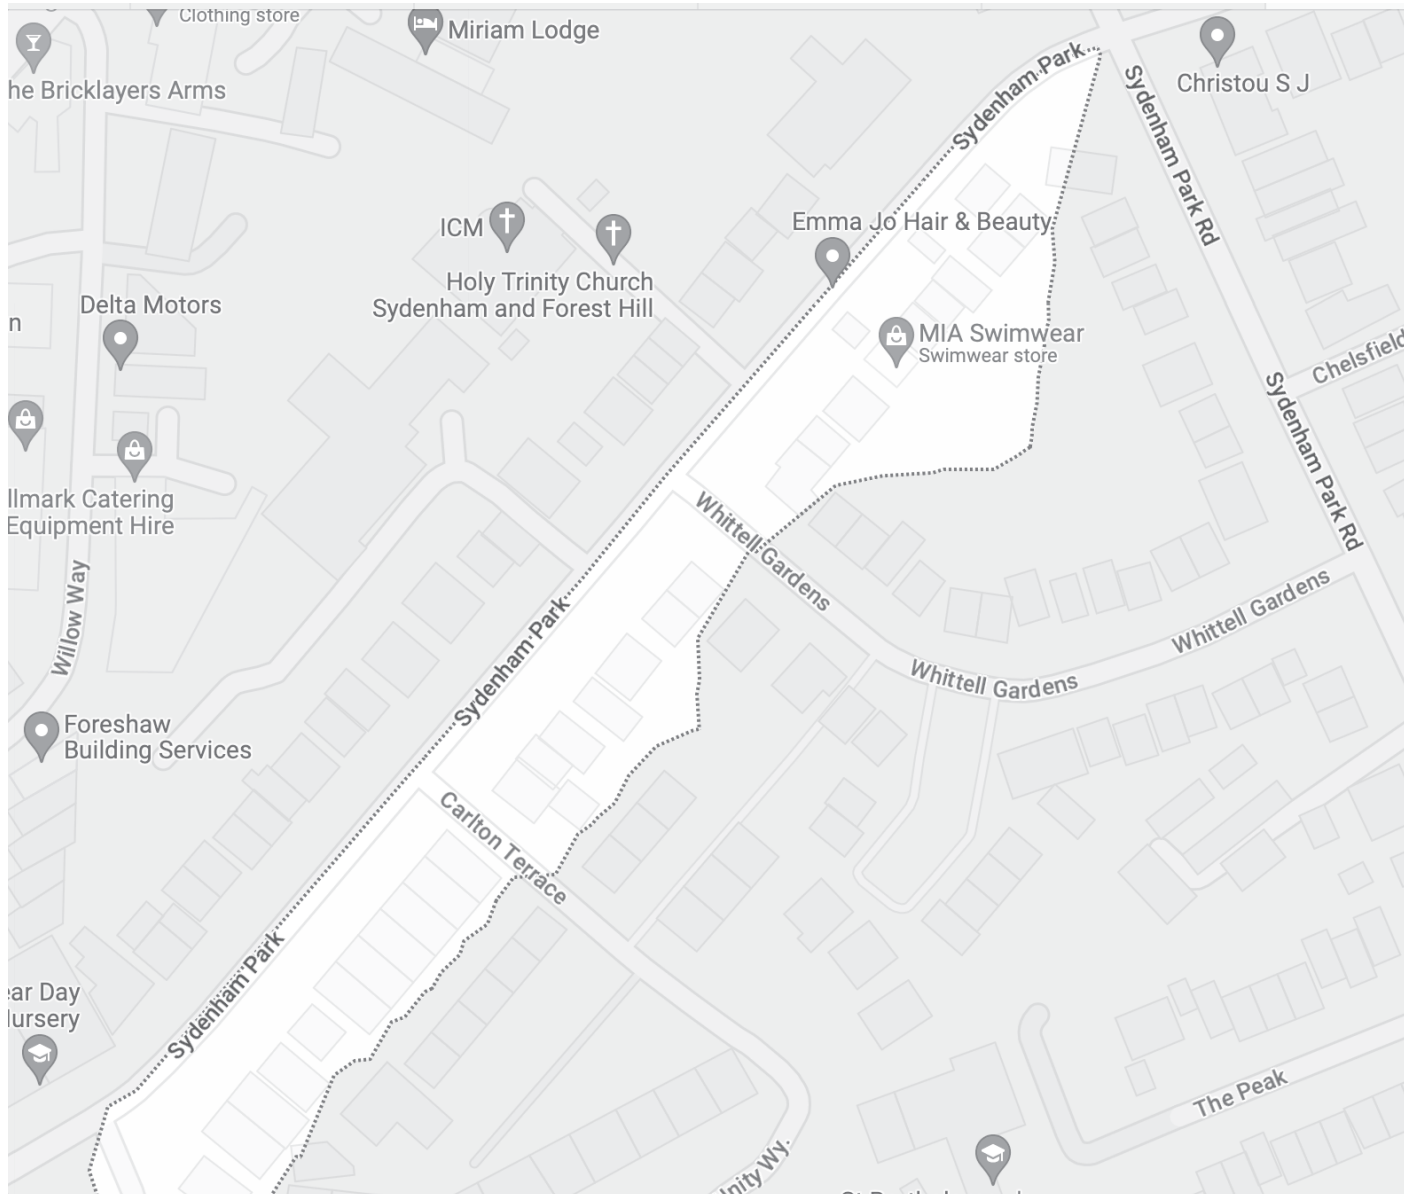 Clothing store
Miriam Lodge
he Bricklayers Arms
Christou S J
Sydenham Park
Sydenham Park Rd
ICM
Holy Trinity Church
Sydenham and Forest Hill
Emma Jo Hair & Beauty
Delta Motors
n
MIA Swimwear
Swimwear store
Chelsfield
Sydenham Park Rd
llmark Catering
Equipment Hire
Whittell Gardens
Willow Way
Sydenham Park
Whittell Gardens
Whittell Gardens
Foreshaw
Building Services
Carlton Terrace
Sydenham Park
ear Day
Nursery
The Peak
inity Wy.